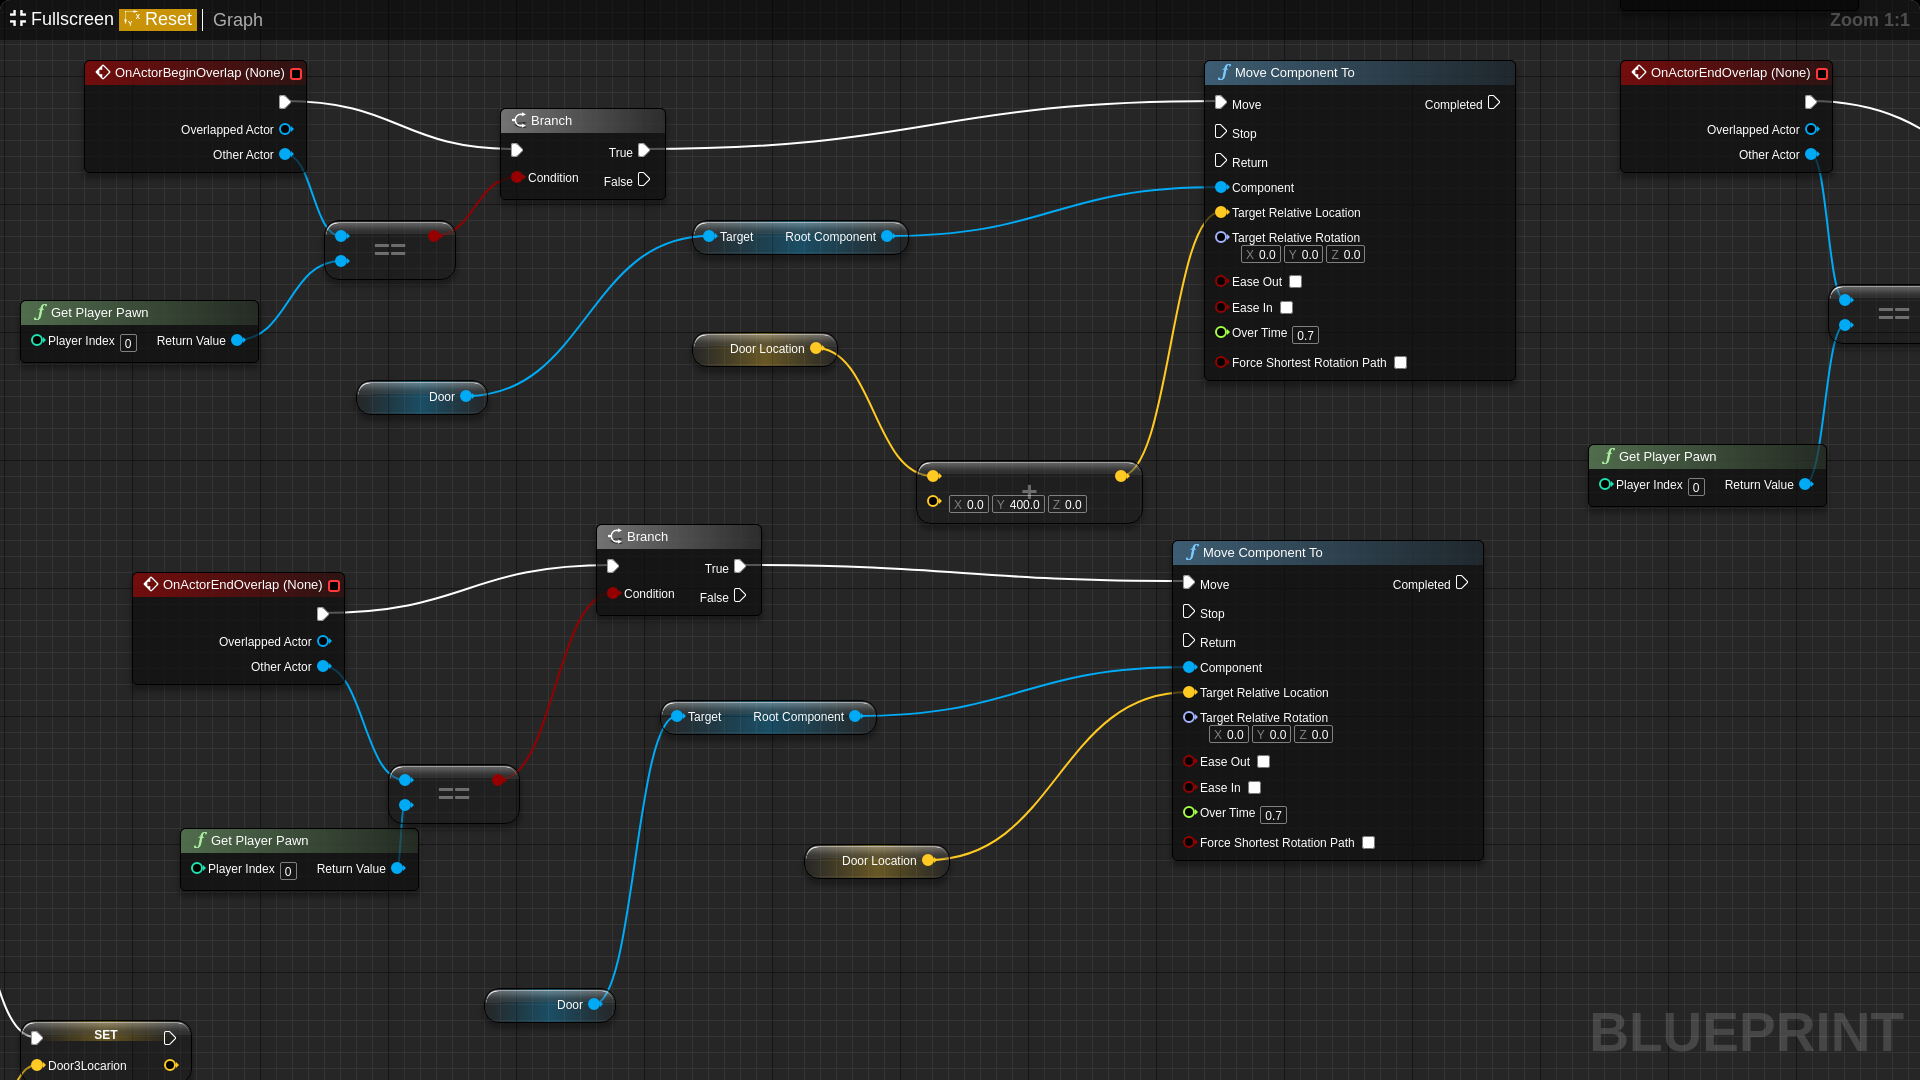 Fullscreen Reset Graph
Zoom 1:1
OnActorBeginOverlap (None)
Overlapped Actor
Other Actor
Branch
True
Condition
False
==
Get Player Pawn
Player Index 0 Return Value
Door
Target Root Component
Door Location
+
X 0.0 Y 400.0 Z 0.0
Move Component To
Move Completed
Stop
Return
Component
Target Relative Location
Target Relative Rotation
X 0.0 Y 0.0 Z 0.0
Ease Out
Ease In
Over Time 0.7
Force Shortest Rotation Path
OnActorEndOverlap (None)
Overlapped Actor
Other Actor
==
Get Player Pawn
Player Index 0 Return Value
OnActorEndOverlap (None)
Overlapped Actor
Other Actor
Branch
True
Condition
False
==
Get Player Pawn
Player Index 0 Return Value
Target Root Component
Door Location
Door
Move Component To
Move Completed
Stop
Return
Component
Target Relative Location
Target Relative Rotation
X 0.0 Y 0.0 Z 0.0
Ease Out
Ease In
Over Time 0.7
Force Shortest Rotation Path
SET
Door3Locarion
BLUEPRINT